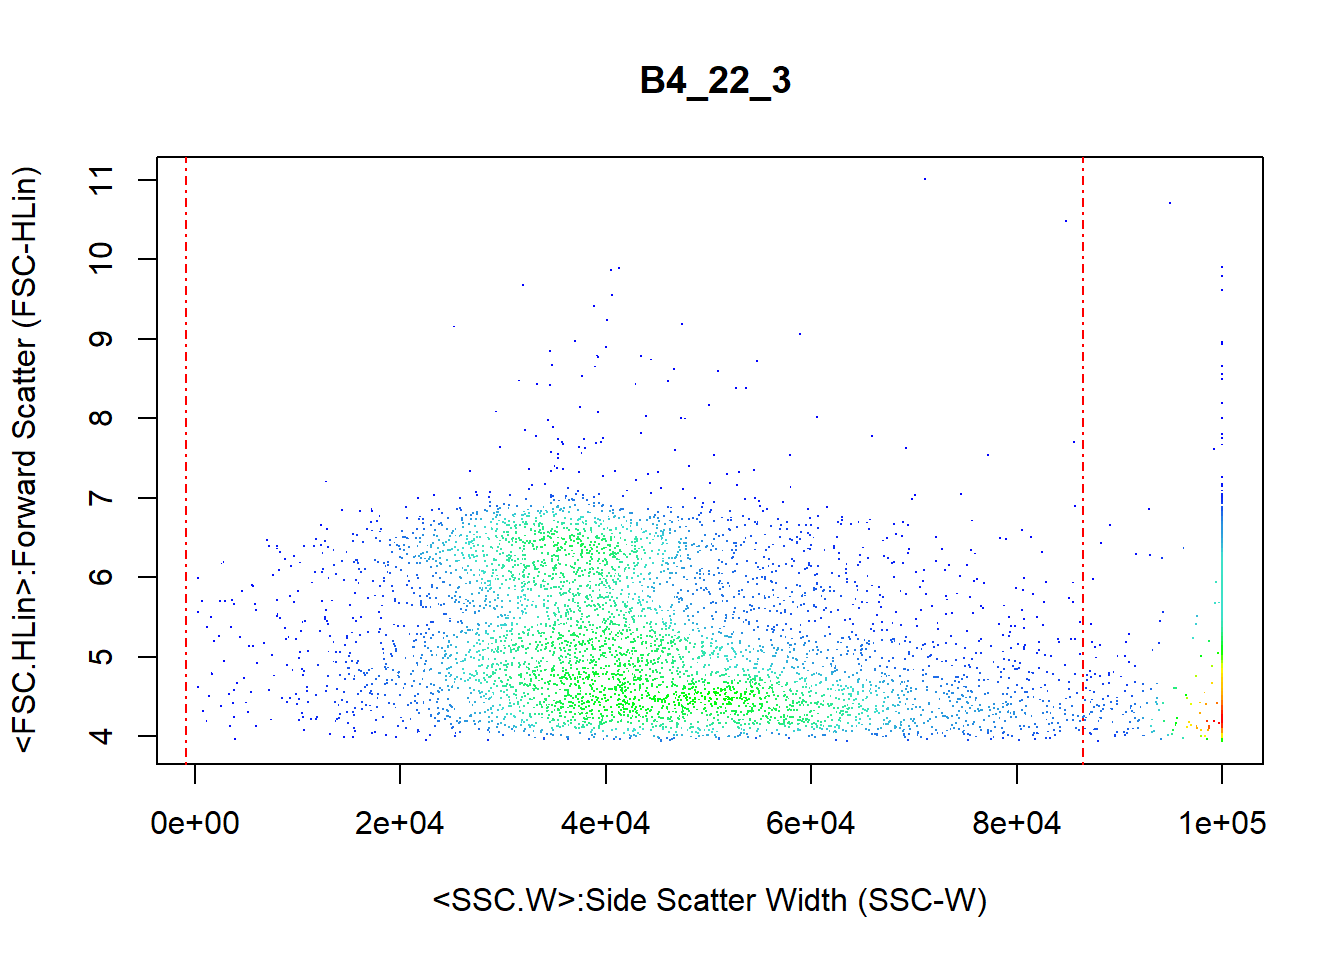 B4_22_3
<FSC.HLin>:Forward Scatter (FSC-HLin)
11
10
9
8
7
6
5
4
0e+00 2e+04 4e+04 6e+04 8e+04 1e+05
<SSC.W>:Side Scatter Width (SSC-W)